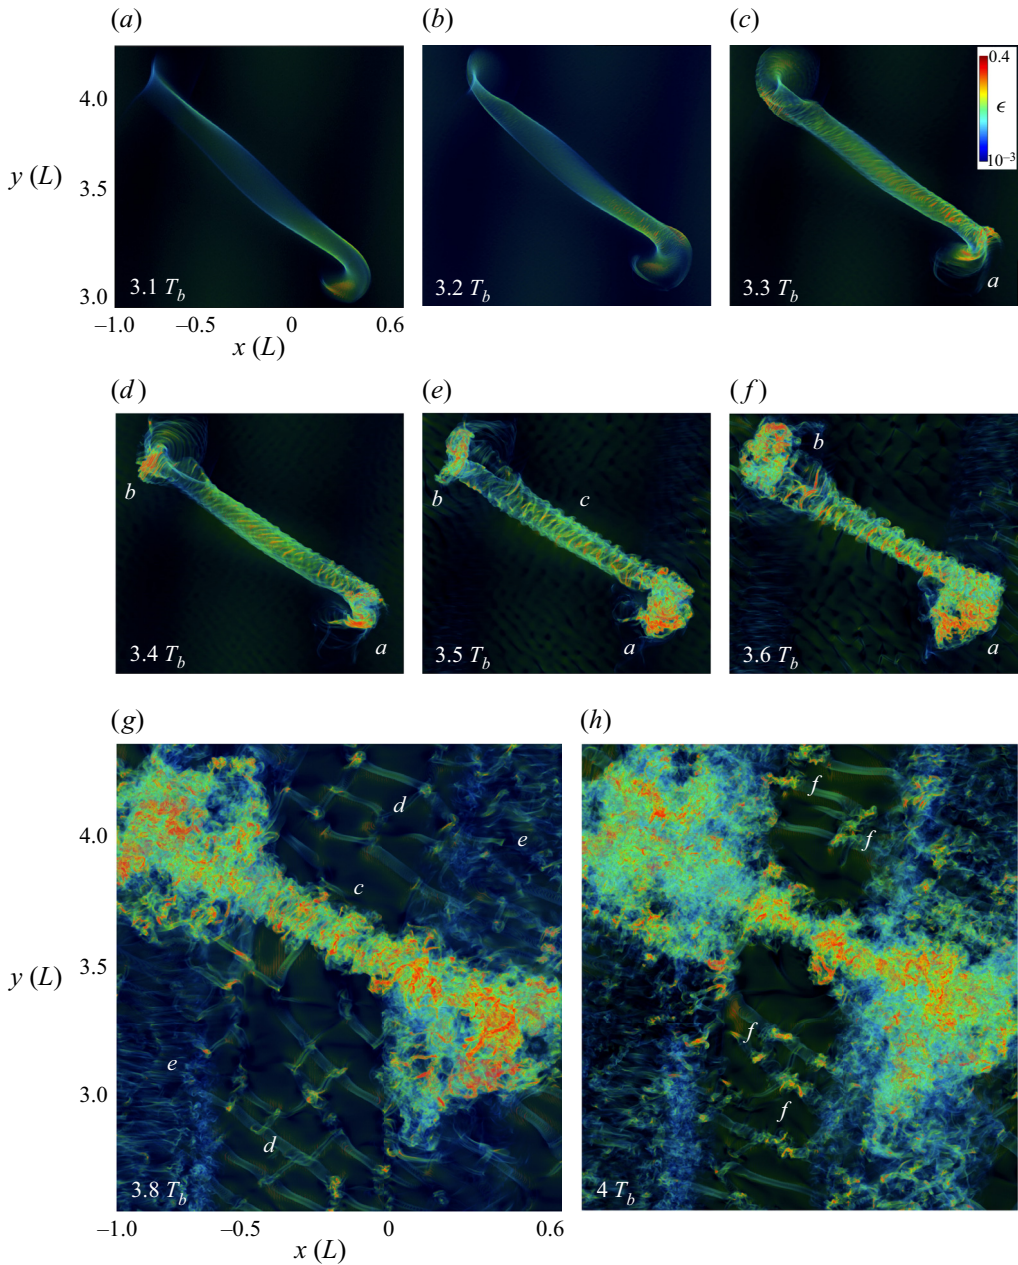 (a)
(b)
(c)
y (L)
4.0
3.5
3.0
3.1 T_b
3.2 T_b
3.3 T_b
a
0.4
ϵ
10⁻³
–1.0
–0.5
0
0.6
x (L)
(d)
(e)
(f)
b
3.4 T_b
a
b
c
3.5 T_b
a
b
3.6 T_b
a
(g)
(h)
y (L)
4.0
3.5
3.0
d
e
c
e
d
3.8 T_b
f
f
f
f
4 T_b
–1.0
–0.5
0
0.6
x (L)